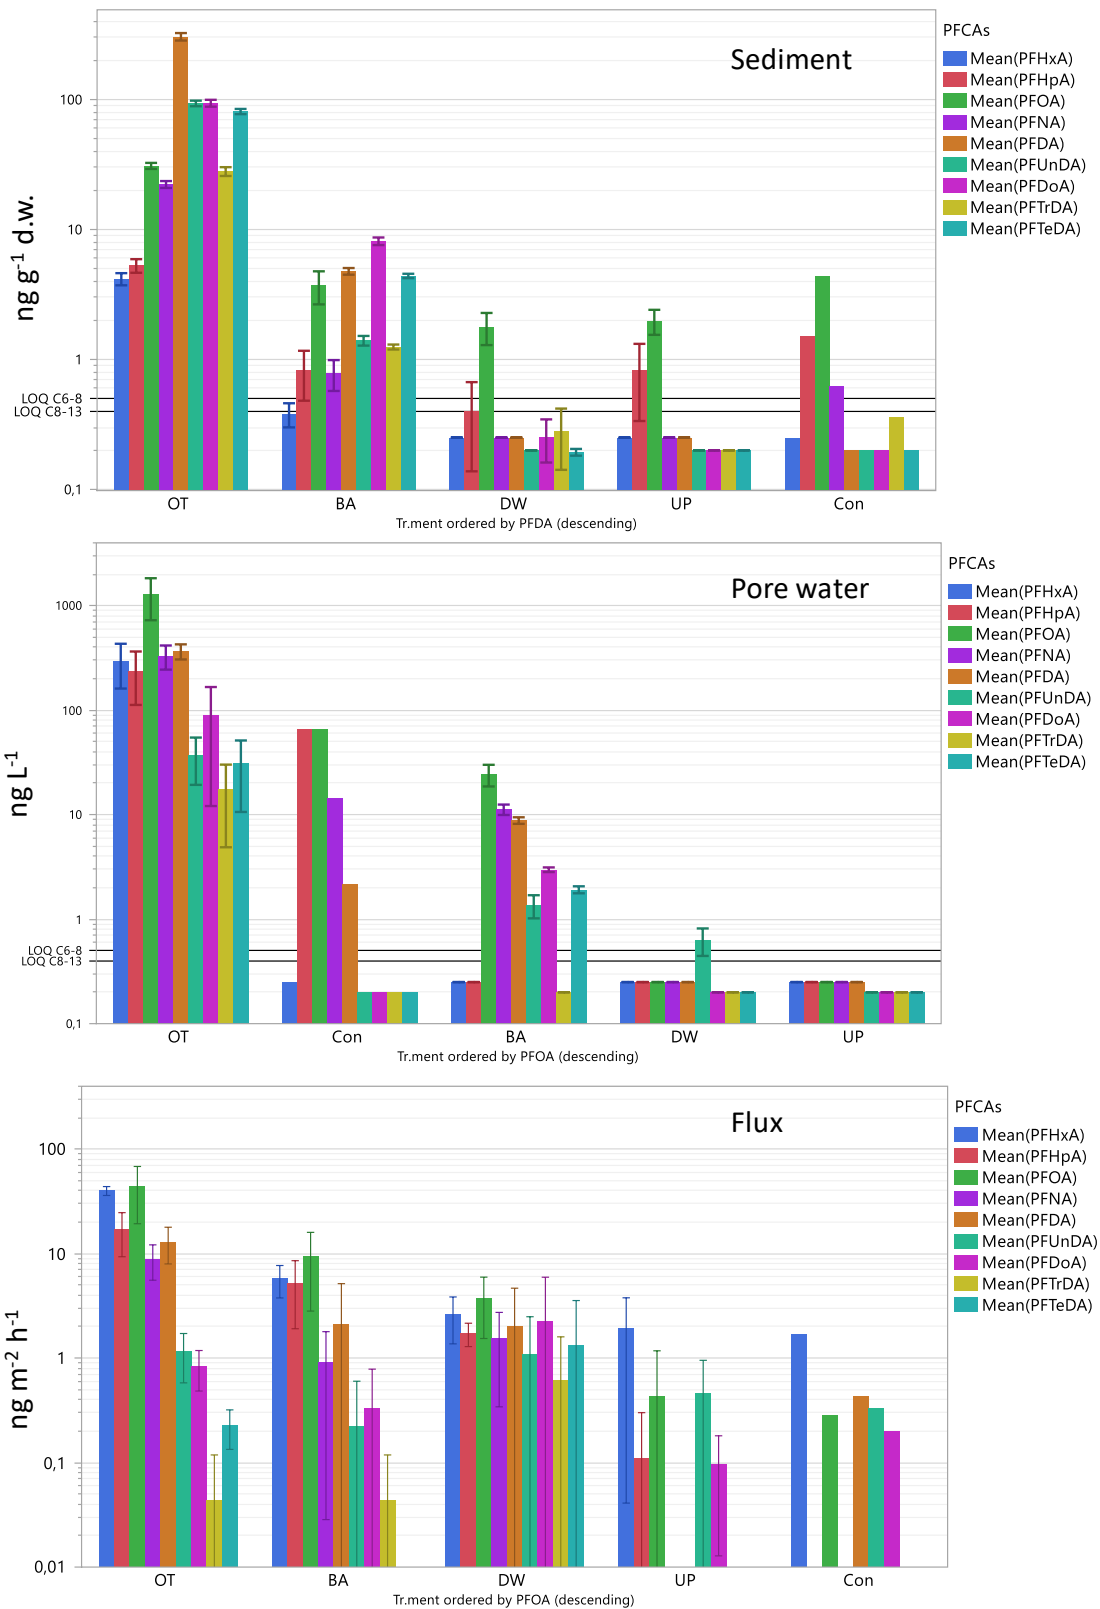 Sediment
PFCAs
Mean(PFHxA)
Mean(PFHpA)
Mean(PFOA)
Mean(PFNA)
Mean(PFDA)
Mean(PFUnDA)
Mean(PFDoA)
Mean(PFTrDA)
Mean(PFTeDA)
ng g-1 d.w.
100
10
1
LOQ C6-8
LOQ C8-13
0,1
OT BA DW UP Con
Tr.ment ordered by PFDA (descending)
Pore water
PFCAs
Mean(PFHxA)
Mean(PFHpA)
Mean(PFOA)
Mean(PFNA)
Mean(PFDA)
Mean(PFUnDA)
Mean(PFDoA)
Mean(PFTrDA)
Mean(PFTeDA)
ng L-1
1000
100
10
1
LOQ C6-8
LOQ C8-13
0,1
OT Con BA DW UP
Tr.ment ordered by PFOA (descending)
Flux
PFCAs
Mean(PFHxA)
Mean(PFHpA)
Mean(PFOA)
Mean(PFNA)
Mean(PFDA)
Mean(PFUnDA)
Mean(PFDoA)
Mean(PFTrDA)
Mean(PFTeDA)
ng m-2 h-1
100
10
1
0,1
0,01
OT BA DW UP Con
Tr.ment ordered by PFOA (descending)